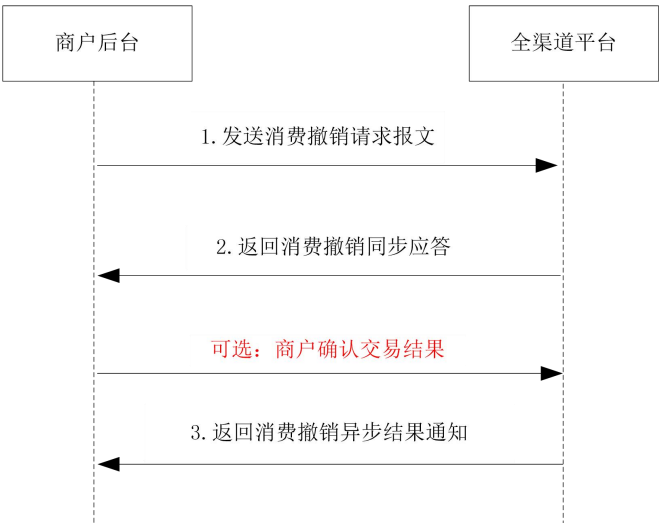 商户后台
全渠道平台
1.发送消费撤销请求报文
2.返回消费撤销同步应答
可选：商户确认交易结果
3.返回消费撤销异步结果通知